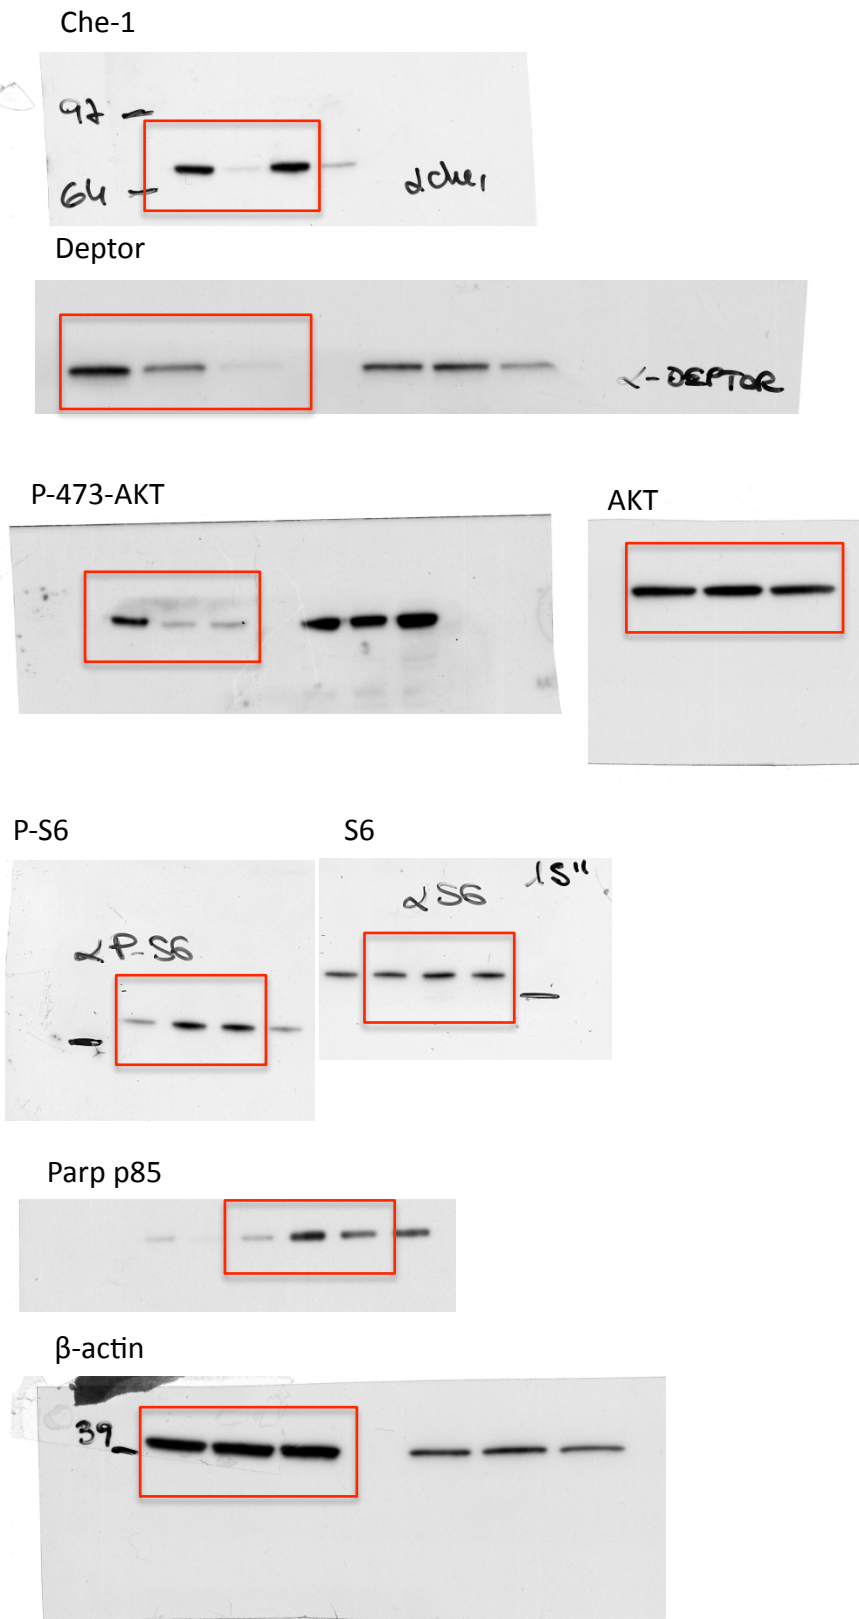 Che-1
97
64
αche1
Deptor
α-DEPTOR
P-473-AKT
AKT
P-S6
S6
αP-S6
αS6
15"
Parp p85
β-actin
39